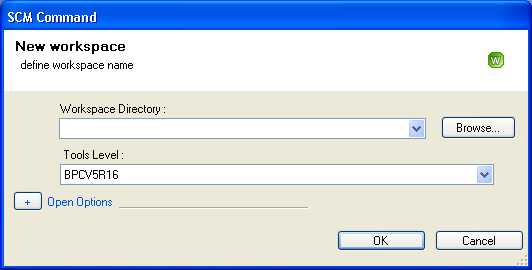 SCM Command
New workspace
define workspace name
W
Workspace Directory :
Browse...
Tools Level :
BPCV5R16
+ Open Options
OK Cancel